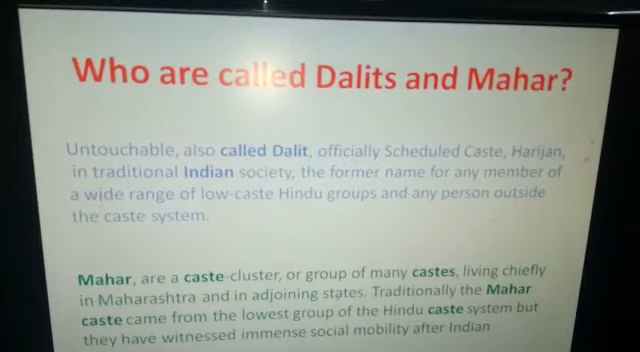 Who are called Dalits and Mahar?
Untouchable, also called Dalit, officially Scheduled Caste, Harijan,
in traditional Indian society, the former name for any member of
a wide range of low-caste Hindu groups and any person outside
the caste system.
Mahar, are a caste-cluster, or group of many castes, living chiefly
in Maharashtra and in adjoining states. Traditionally the Mahar
caste came from the lowest group of the Hindu caste system but
they have witnessed immense social mobility after Indian